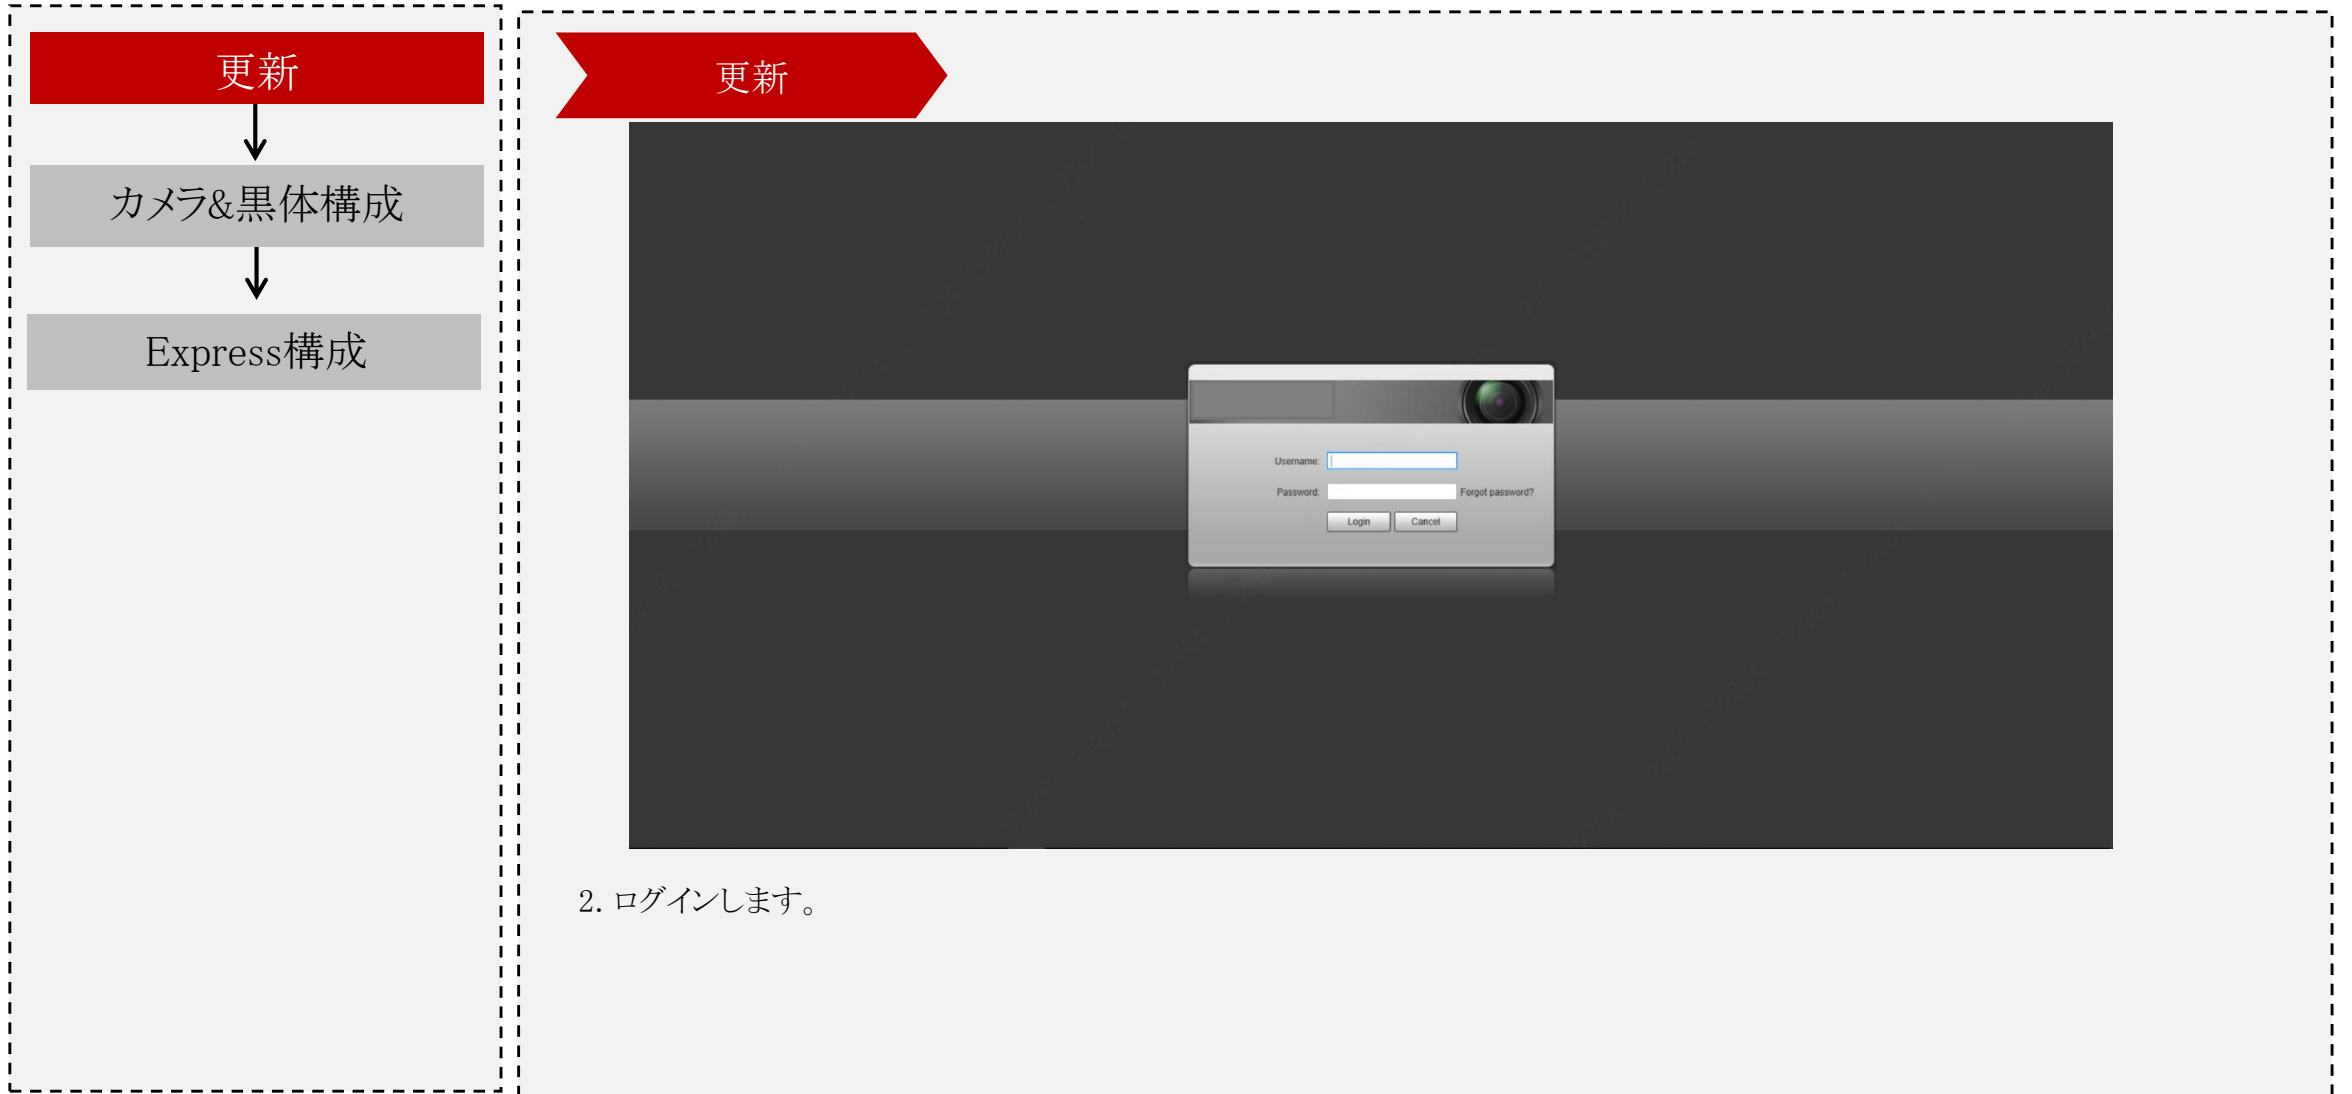 更新
カメラ&黒体構成
Express構成
更新
Username:
Password:
Forgot password?
Login
Cancel
2. ログインします。